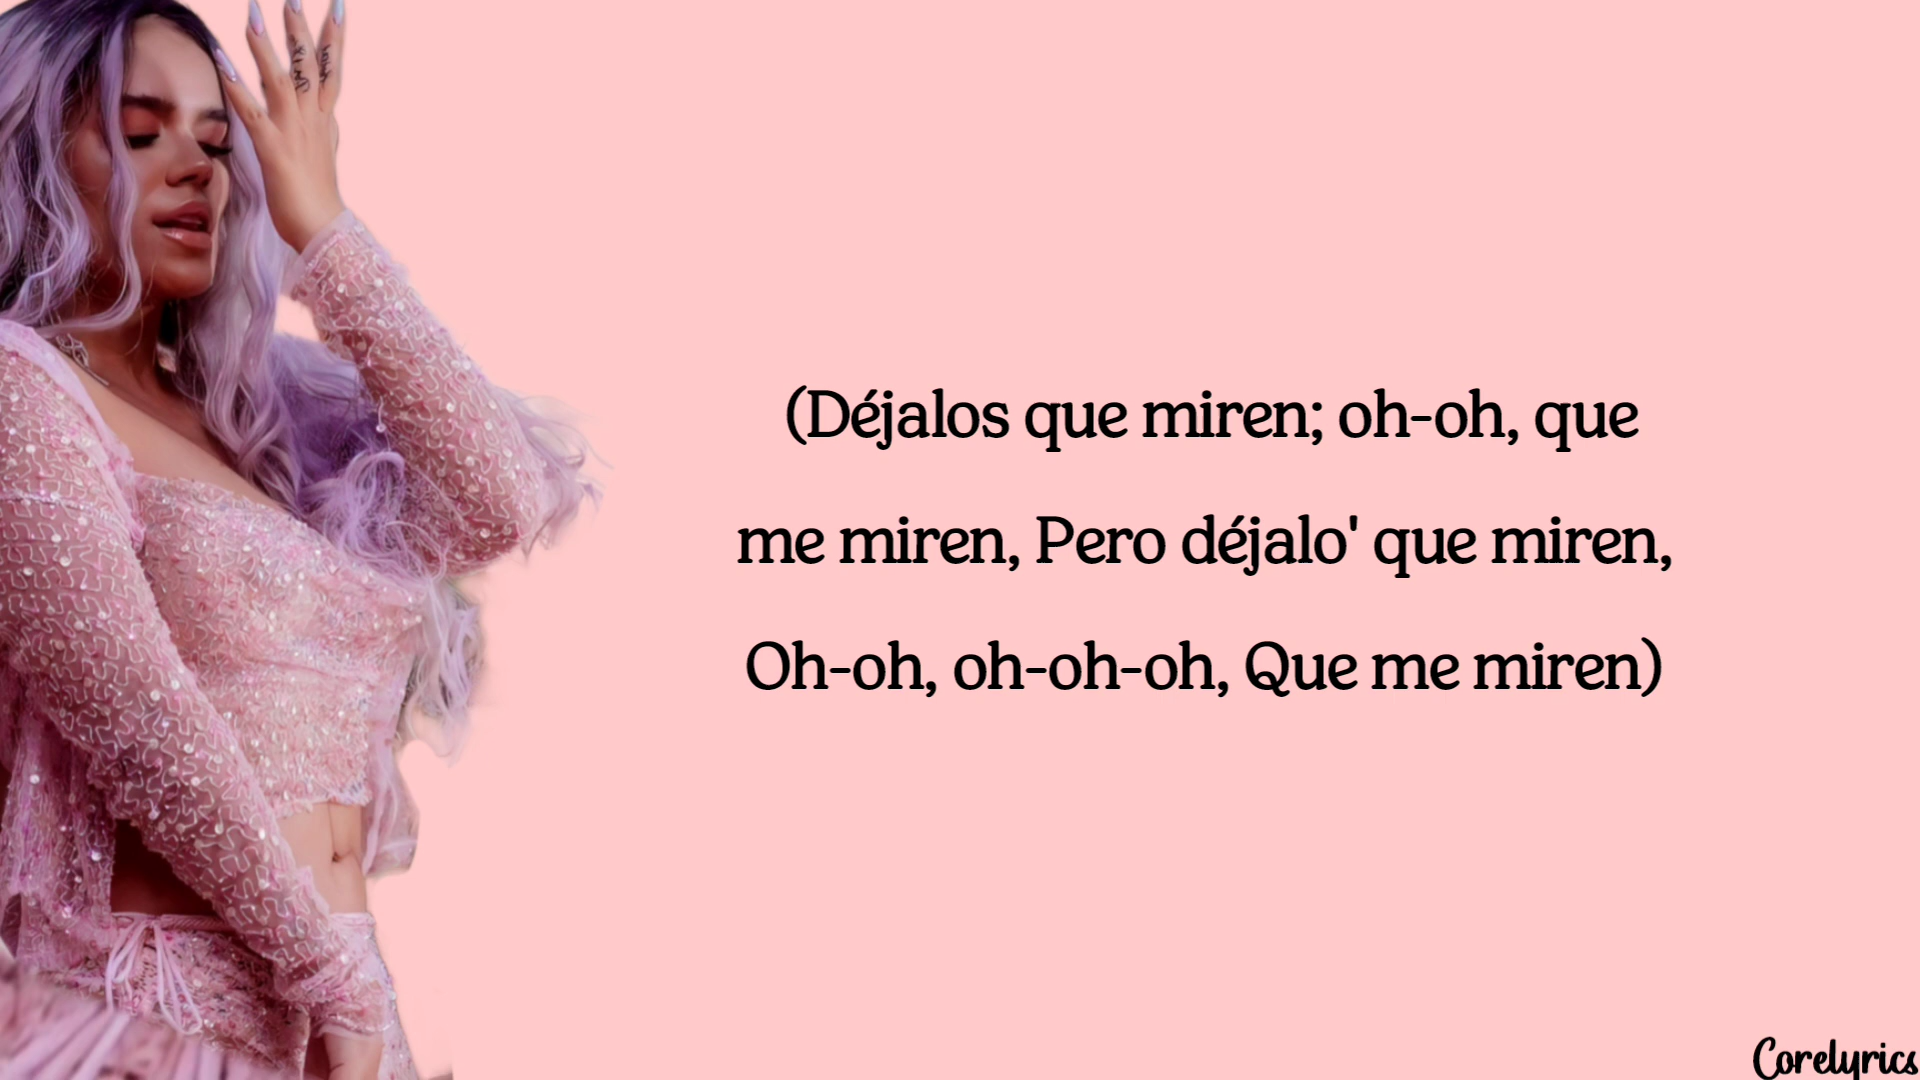 (Déjalos que miren; oh-oh, que
me miren, Pero déjalo' que miren,
Oh-oh, oh-oh-oh, Que me miren)
Corelyrics